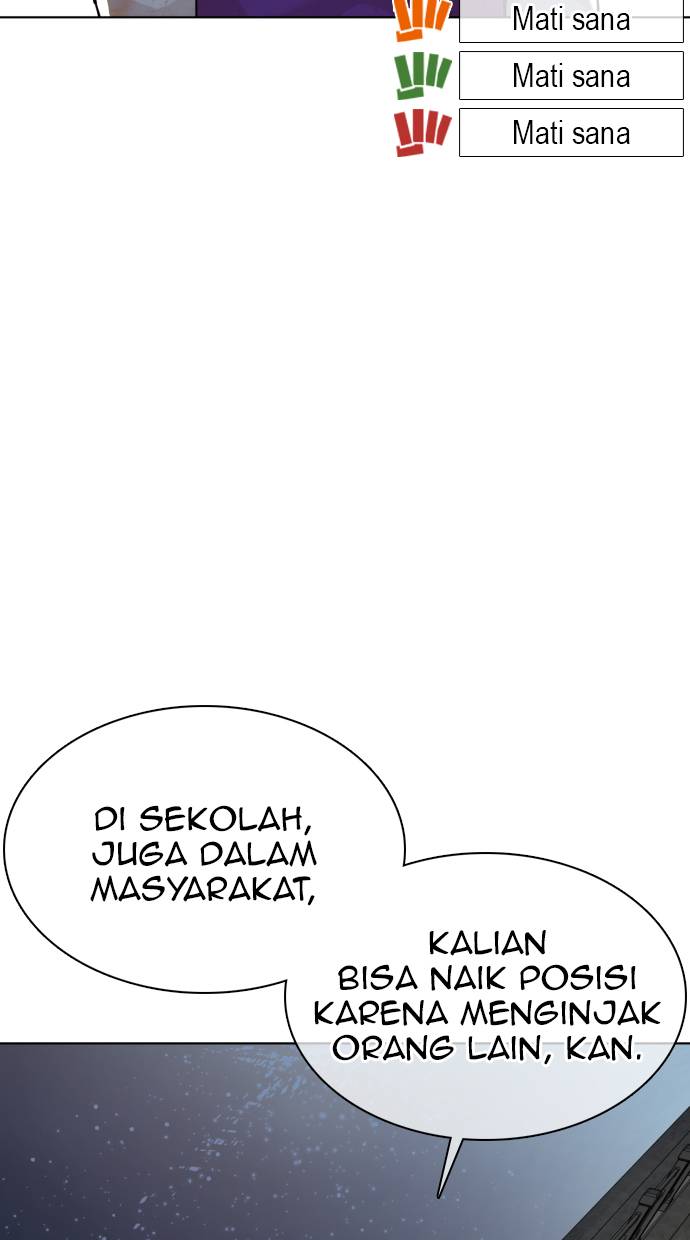 Mati sana
Mati sana
Mati sana
DI SEKOLAH,
JUGA DALAM
MASYARAKAT,
KALIAN
BISA NAIK POSISI
KARENA MENGINJAK
ORANG LAIN, KAN.